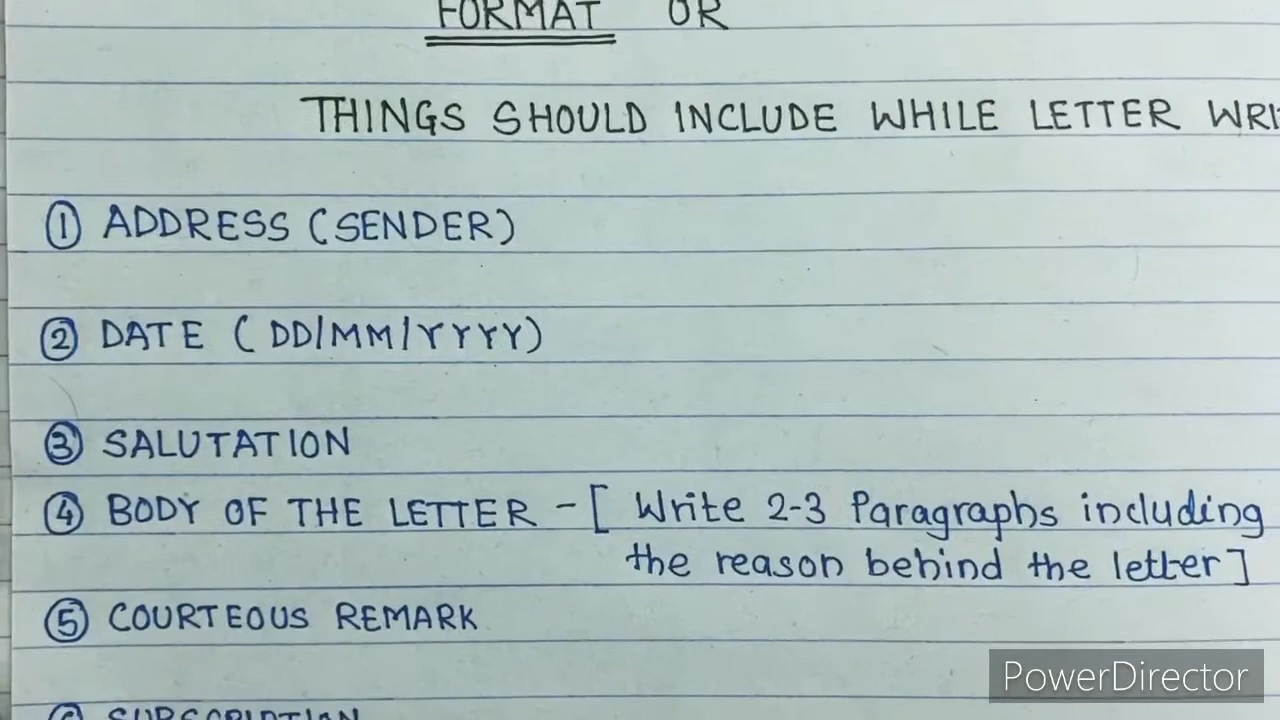 FORMAT OR
THINGS SHOULD INCLUDE WHILE LETTER
① ADDRESS (SENDER)
② DATE (DD/MM/YYYY)
③ SALUTATION
④ BODY OF THE LETTER - [ Write 2-3 Paragraphs including
the reason behind the letter]
⑤ COURTEOUS REMARK
PowerDirector